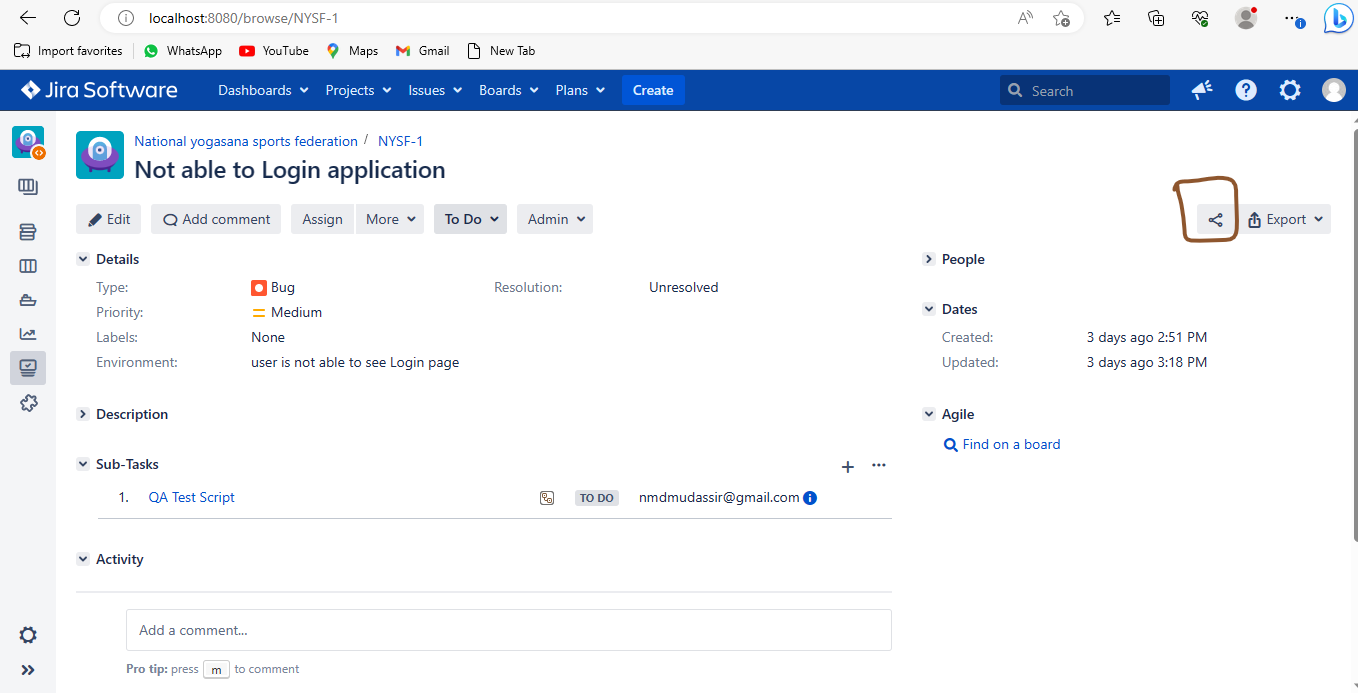 localhost:8080/browse/NYSF-1
Import favorites WhatsApp YouTube Maps Gmail New Tab
Jira Software Dashboards Projects Issues Boards Plans Create Search
National yogasana sports federation / NYSF-1
Not able to Login application
Edit Add comment Assign More To Do Admin Export
Details
Type: Bug Resolution: Unresolved
Priority: Medium
Labels: None
Environment: user is not able to see Login page
Description
Sub-Tasks
1. QA Test Script TO DO nmdmudassir@gmail.com
Activity
Add a comment...
Pro tip: press m to comment
People
Dates
Created: 3 days ago 2:51 PM
Updated: 3 days ago 3:18 PM
Agile
Find on a board